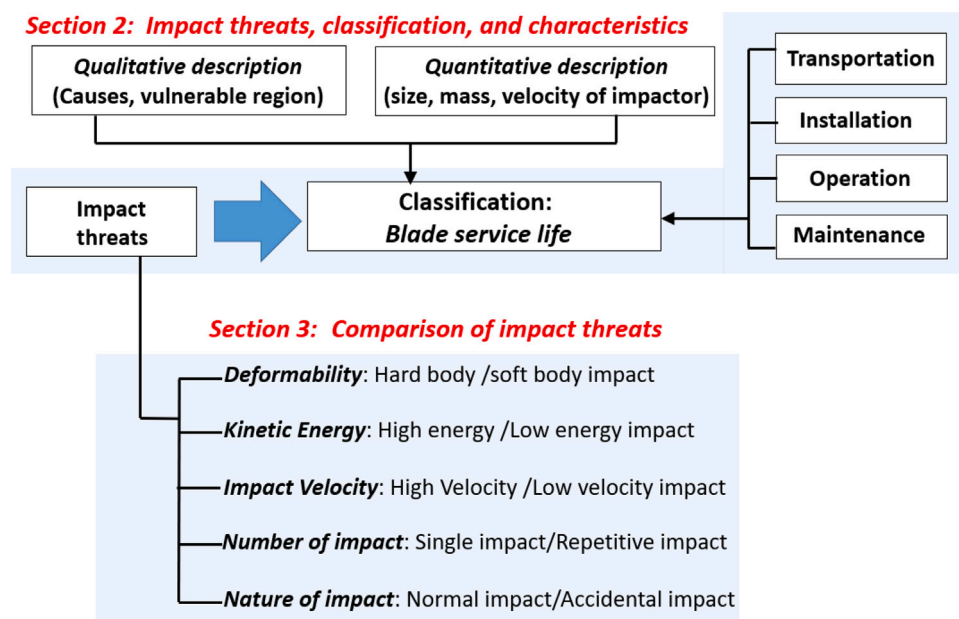 Section 2: Impact threats, classification, and characteristics
Qualitative description
(Causes, vulnerable region)
Quantitative description
(size, mass, velocity of impactor)
Transportation
Installation
Operation
Maintenance
Impact
threats
Classification:
Blade service life
Section 3: Comparison of impact threats
Deformability: Hard body /soft body impact
Kinetic Energy: High energy /Low energy impact
Impact Velocity: High Velocity /Low velocity impact
Number of impact: Single impact/Repetitive impact
Nature of impact: Normal impact/Accidental impact